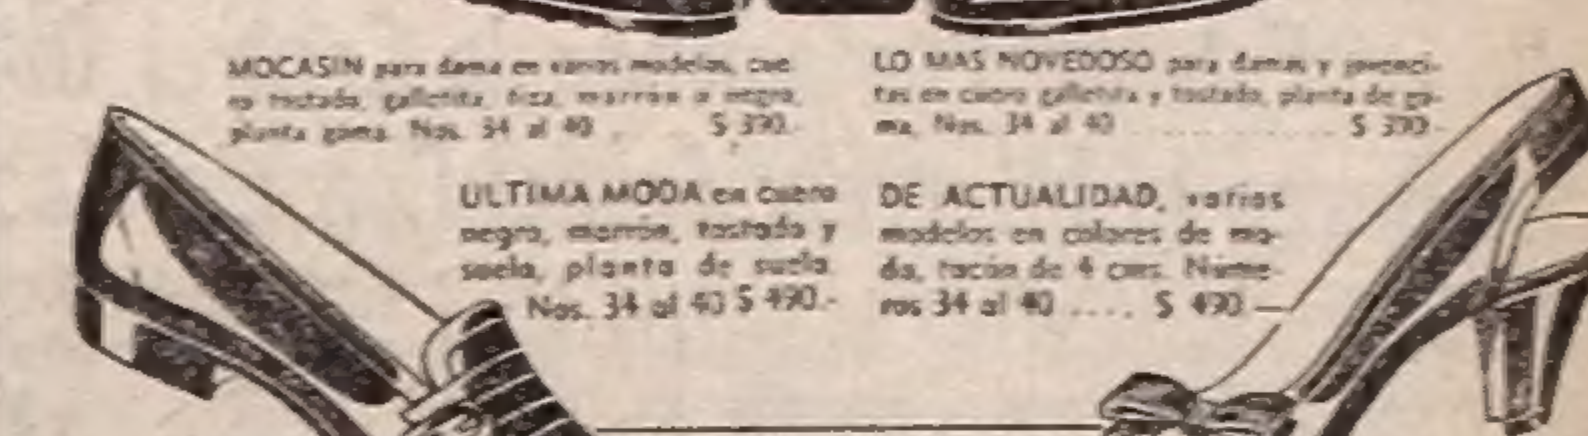 MOCASIN para dama en varios modelos, cue-
ro tostado, galletita, tiza, marrón o negro,
planta goma. Nos. 34 al 40 . $ 390.-
LO MAS NOVEDOSO para damas y jovenci-
tas en cuero galletita y tostado, planta de go-
ma, Nos. 34 al 40 .............. $ 390.-
ULTIMA MODA en cuero
negro, marrón, tostado y
suela, planta de suela
Nos. 34 al 40 $ 490.-
DE ACTUALIDAD, varios
modelos en colores de mo-
da, tacón de 4 cms. Núme-
ros 34 al 40 .... $ 490.—